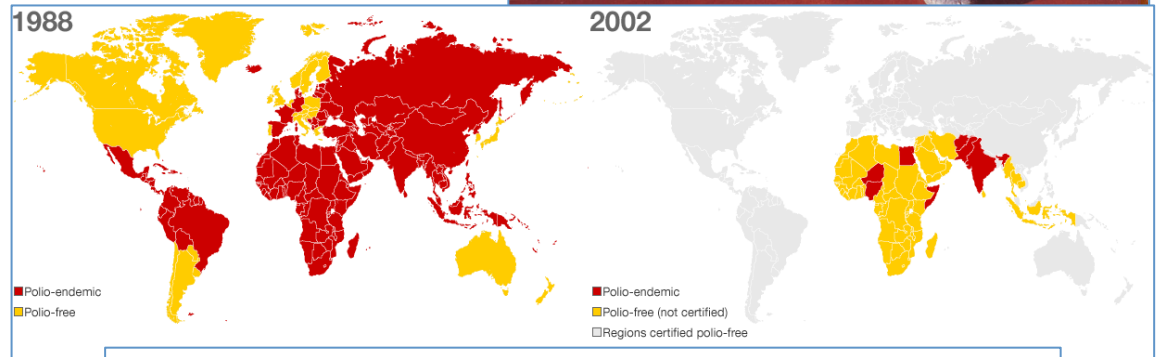 1988
2002
Polio-endemic
Polio-free
Polio-endemic
Polio-free (not certified)
Regions certified polio-free